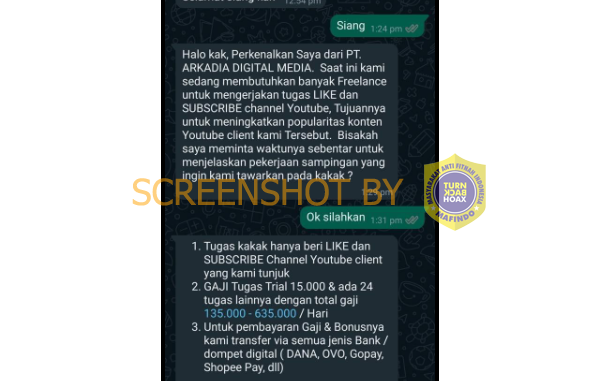 12:54 pm
Siang 1:24 pm
Halo kak, Perkenalkan Saya dari PT.
ARKADIA DIGITAL MEDIA. Saat ini kami
sedang membutuhkan banyak Freelance
untuk mengerjakan tugas LIKE dan
SUBSCRIBE channel Youtube, Tujuannya
untuk meningkatkan popularitas konten
Youtube client kami Tersebut. Bisakah
saya meminta waktunya sebentar untuk
menjelaskan pekerjaan sampingan yang
ingin kami tawarkan pada kakak ?
1:29 pm
SCREENSHOT BY
MASYARAKAT ANTI FITNAH INDONESIA
TURN
BACK
HOAX
MAFINDO
Ok silahkan 1:31 pm
1. Tugas kakak hanya beri LIKE dan
SUBSCRIBE Channel Youtube client
yang kami tunjuk
2. GAJI Tugas Trial 15.000 & ada 24
tugas lainnya dengan total gaji
135.000 - 635.000 / Hari
3. Untuk pembayaran Gaji & Bonusnya
kami transfer via semua jenis Bank /
dompet digital ( DANA, OVO, Gopay,
Shopee Pay, dll)